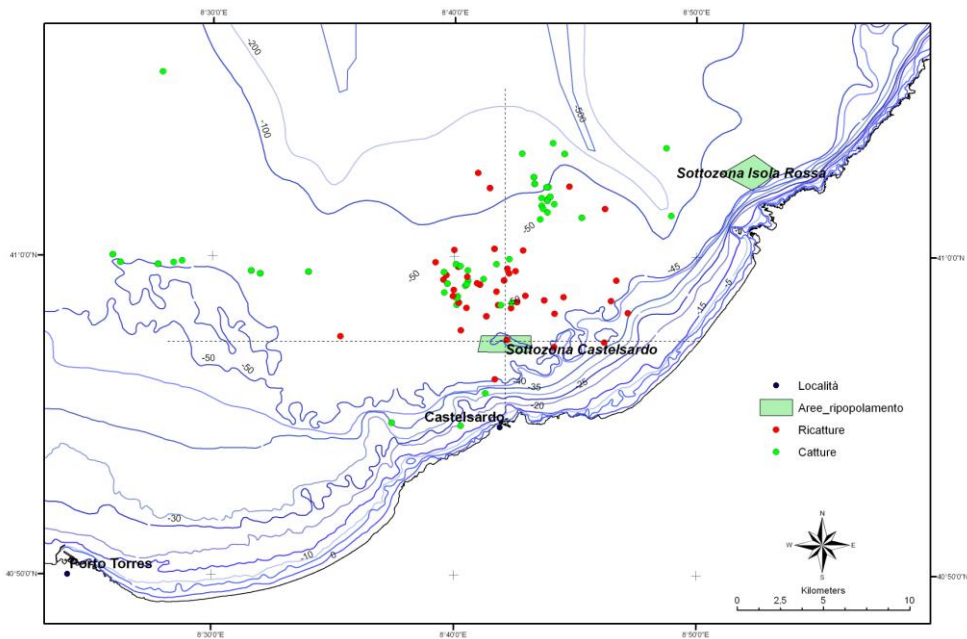 8°30'0"E
8°40'0"E
8°50'0"E
-200
-100
-500
Sottozona Isola Rossa
-50
41°0'0"N
41°0'0"N
-50
-45
-5
-15
-50
Sottozona Castelsardo
-50
-50
-40
-35
-25
-20
Castelsardo
Località
Aree_ripopolamento
Ricatture
Catture
-30
-10
0
Porto Torres
N
W
E
S
Kilometers
0
2,5
5
10
40°50'0"N
40°50'0"N
8°30'0"E
8°40'0"E
8°50'0"E